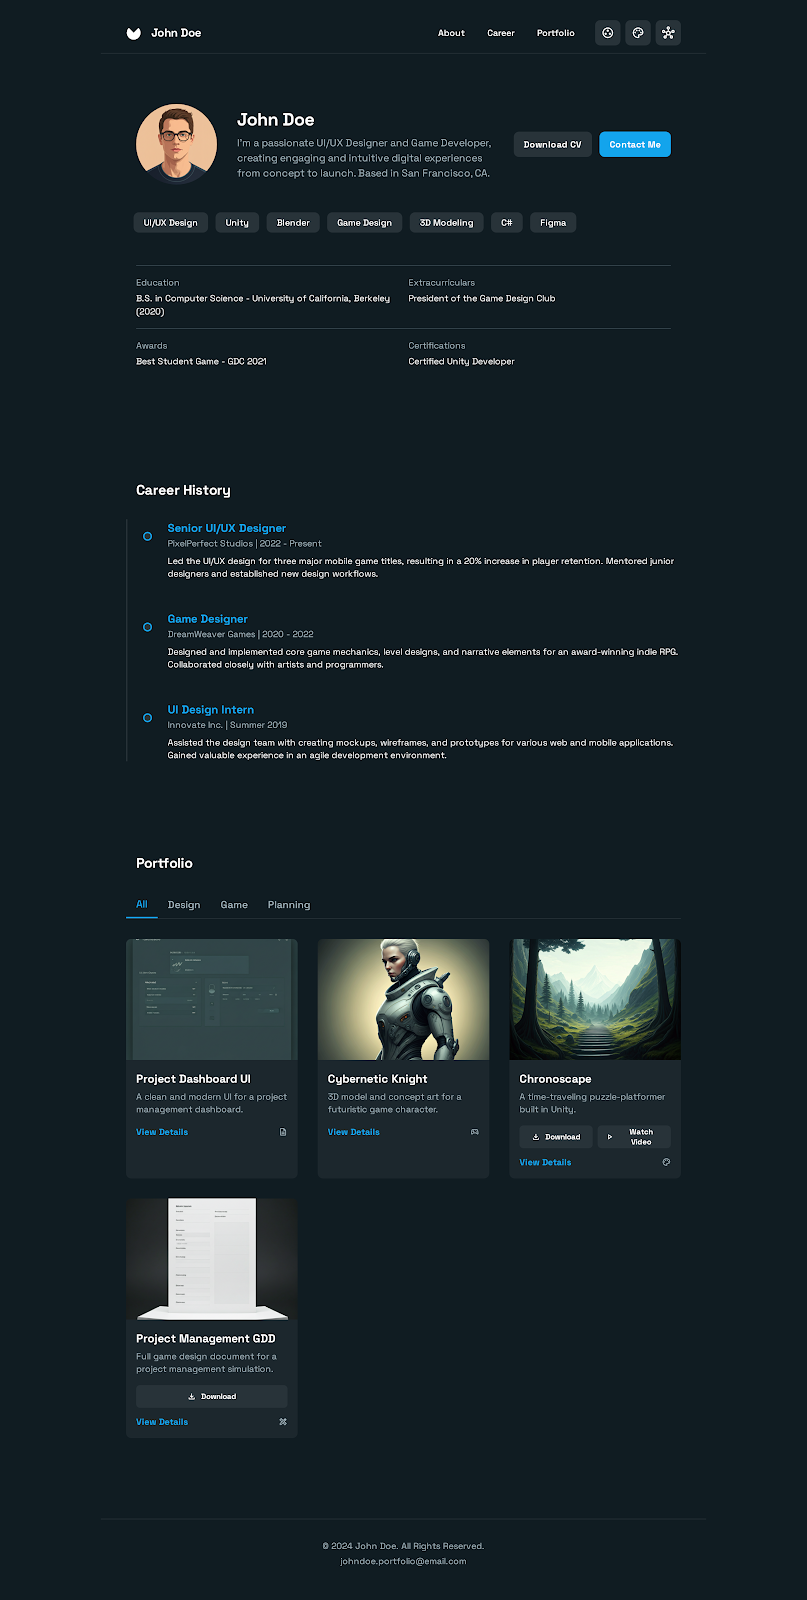 John Doe
About
Career
Portfolio
John Doe
I'm a passionate UI/UX Designer and Game Developer,
creating engaging and intuitive digital experiences
from concept to launch. Based in San Francisco, CA.
Download CV
Contact Me
UI/UX Design
Unity
Blender
Game Design
3D Modeling
C#
Figma
Education
B.S. in Computer Science - University of California, Berkeley
(2020)
Extracurriculars
President of the Game Design Club
Awards
Best Student Game - GDC 2021
Certifications
Certified Unity Developer
Career History
Senior UI/UX Designer
PixelPerfect Studios | 2022 - Present
Led the UI/UX design for three major mobile game titles, resulting in a 20% increase in player retention. Mentored junior
designers and established new design workflows.
Game Designer
DreamWeaver Games | 2020 - 2022
Designed and implemented core game mechanics, level designs, and narrative elements for an award-winning indie RPG.
Collaborated closely with artists and programmers.
UI Design Intern
Innovate Inc. | Summer 2019
Assisted the design team with creating mockups, wireframes, and prototypes for various web and mobile applications.
Gained valuable experience in an agile development environment.
Portfolio
All
Design
Game
Planning
Project Dashboard UI
A clean and modern UI for a project
management dashboard.
View Details
Cybernetic Knight
3D model and concept art for a
futuristic game character.
View Details
Chronoscape
A time-traveling puzzle-platformer
built in Unity.
Download
Watch
Video
View Details
Project Management GDD
Full game design document for a
project management simulation.
Download
View Details
© 2024 John Doe. All Rights Reserved.
johndoe.portfolio@email.com